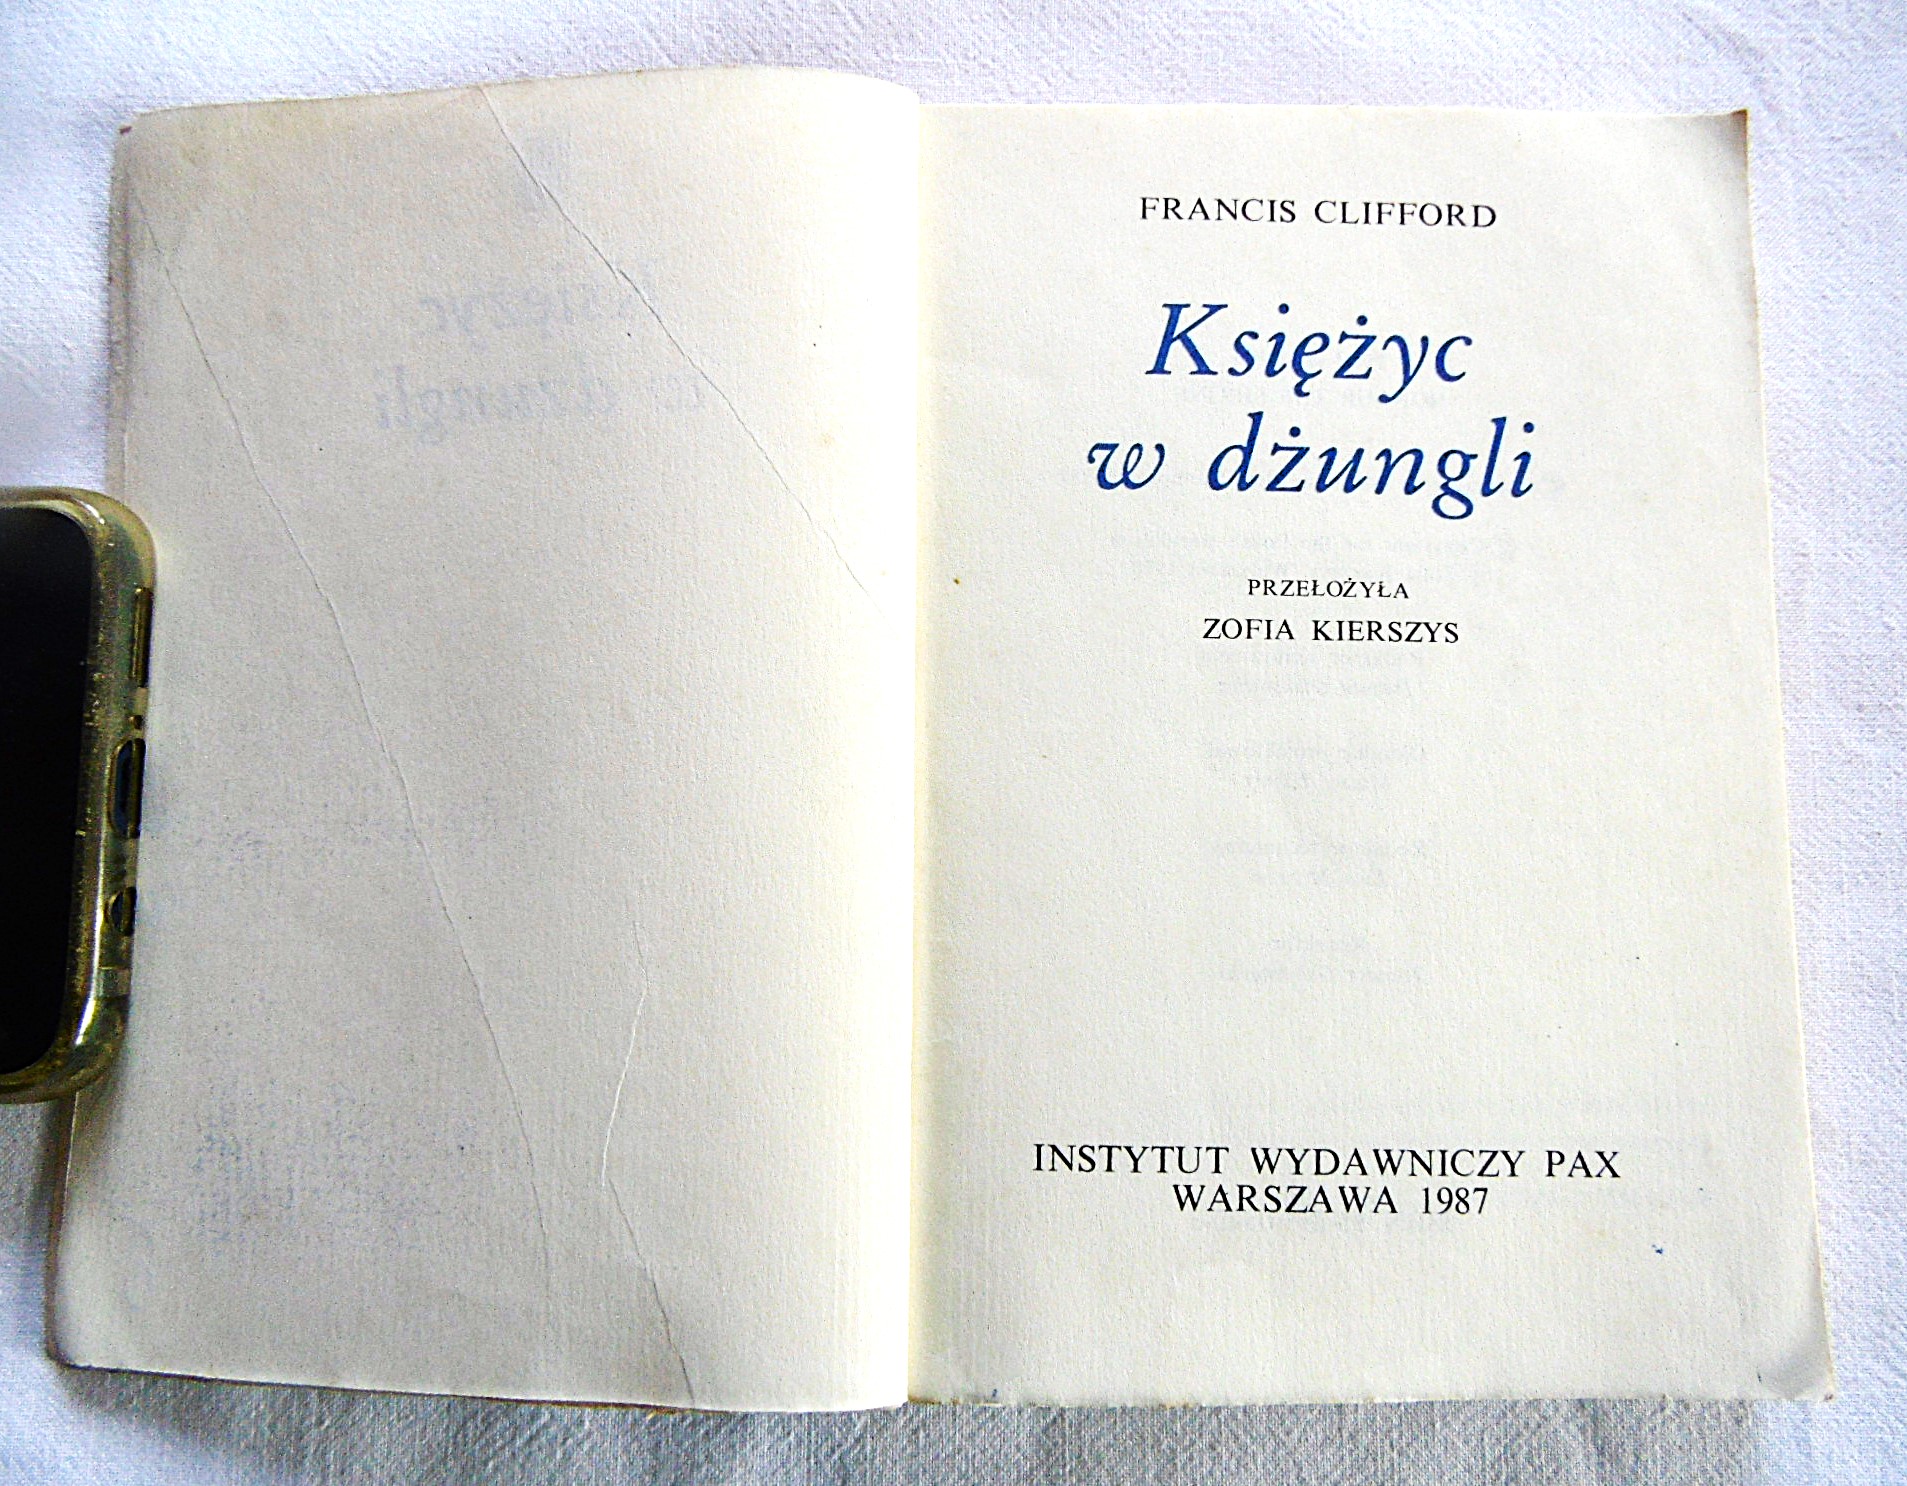 FRANCIS CLIFFORD
Księżyc
w dżungli
PRZEŁOŻYŁA
ZOFIA KIERSZYS
INSTYTUT WYDAWNICZY PAX
WARSZAWA 1987